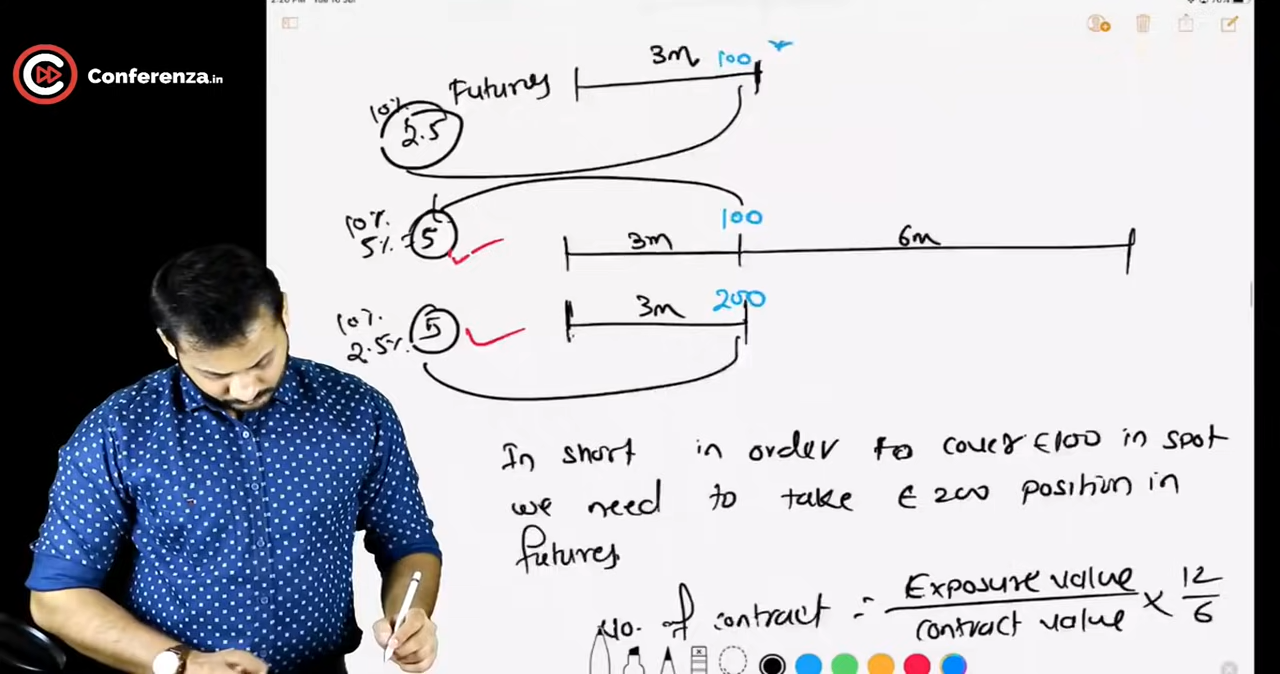 Conferenza.in
3m 100
Futures
10%
2.5
100
10%
5%
5
3m
6m
200
10%
2.5%
5
3m
In short in order to cover €100 in spot
we need to take € 200 position in
futures
No. of contract = Exposure value / contract value × 12/6